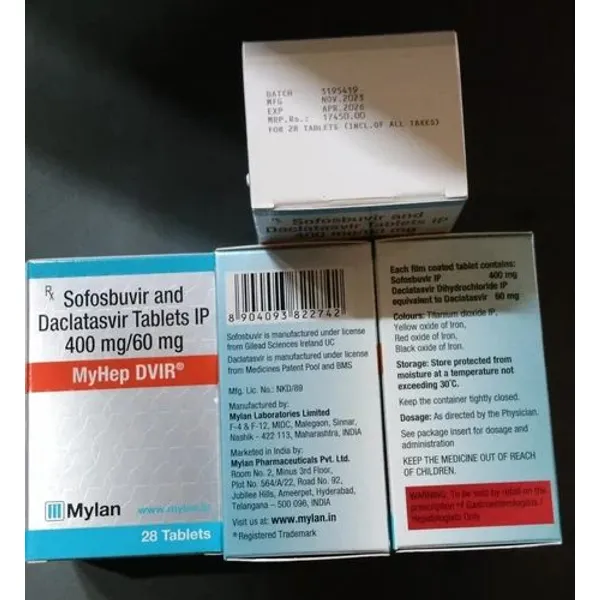 BATCH 3195419
MFG NOV.2023
EXP APR.2026
MRP.Rs.: 17450.00
FOR 28 TABLETS (INCL.OF ALL TAXES)
Rx Sofosbuvir and
Daclatasvir Tablets IP
400 mg/60 mg
Rx Sofosbuvir and
Daclatasvir Tablets IP
400 mg/60 mg
MyHep DVIR®
Mylan www.mylan.in
28 Tablets
8 904093 822742
Sofosbuvir is manufactured under license
from Gilead Sciences Ireland UC
Daclatasvir is manufactured under license
from Medicines Patent Pool and BMS
Mfg. Lic. No.: NKD/89
Manufactured by:
Mylan Laboratories Limited
F-4 & F-12, MIDC, Malegaon, Sinnar,
Nashik - 422 113, Maharashtra, INDIA
Marketed in India by:
Mylan Pharmaceuticals Pvt. Ltd.
Room No. 2, Minus 3rd Floor,
Plot No. 564/A/22, Road No. 92,
Jubilee Hills, Ameerpet, Hyderabad,
Telangana – 500 096, INDIA
Visit us at: www.mylan.in
® Registered Trademark
Each film coated tablet contains:
Sofosbuvir IP 400 mg
Daclatasvir Dihydrochloride IP
equivalent to Daclatasvir 60 mg
Colours: Titanium dioxide IP,
Yellow oxide of Iron,
Red oxide of Iron,
Black oxide of Iron.
Storage: Store protected from
moisture at a temperature not
exceeding 30°C.
Keep the container tightly closed.
Dosage: As directed by the Physician.
See package Insert for dosage and
administration
KEEP THE MEDICINE OUT OF REACH
OF CHILDREN.
WARNING: To be sold by retail on the
prescription of Gastroenterologists /
Hepatologists Only